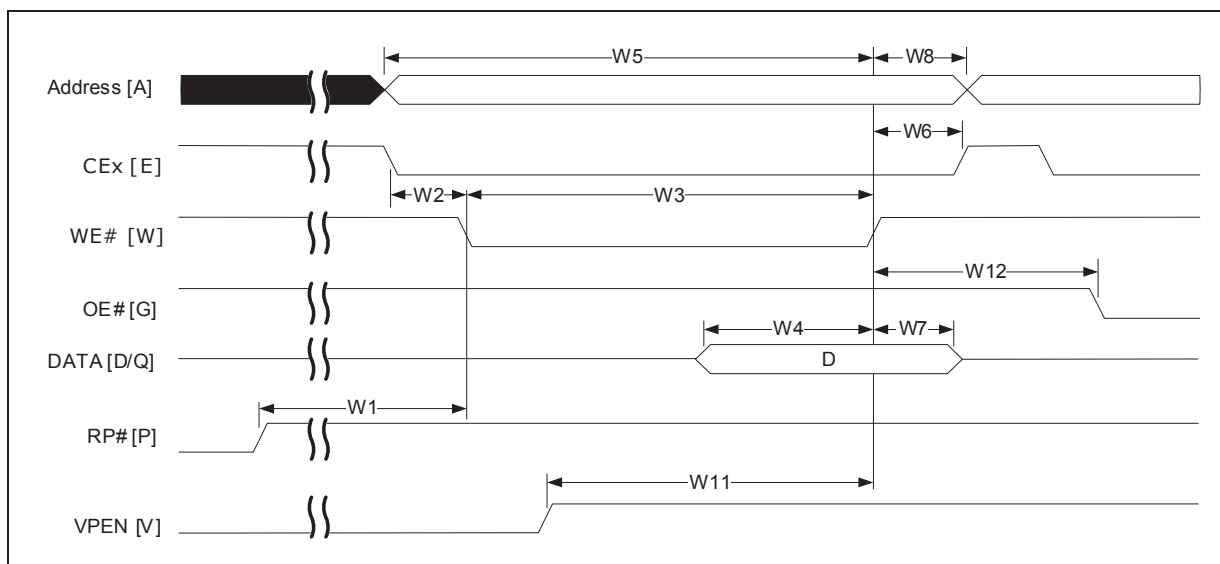 W5
W8
Address [A]
W6
CEx [E]
W2
W3
WE# [W]
W12
OE# [G]
W4
W7
DATA [D/Q]
D
W1
RP# [P]
W11
VPEN [V]